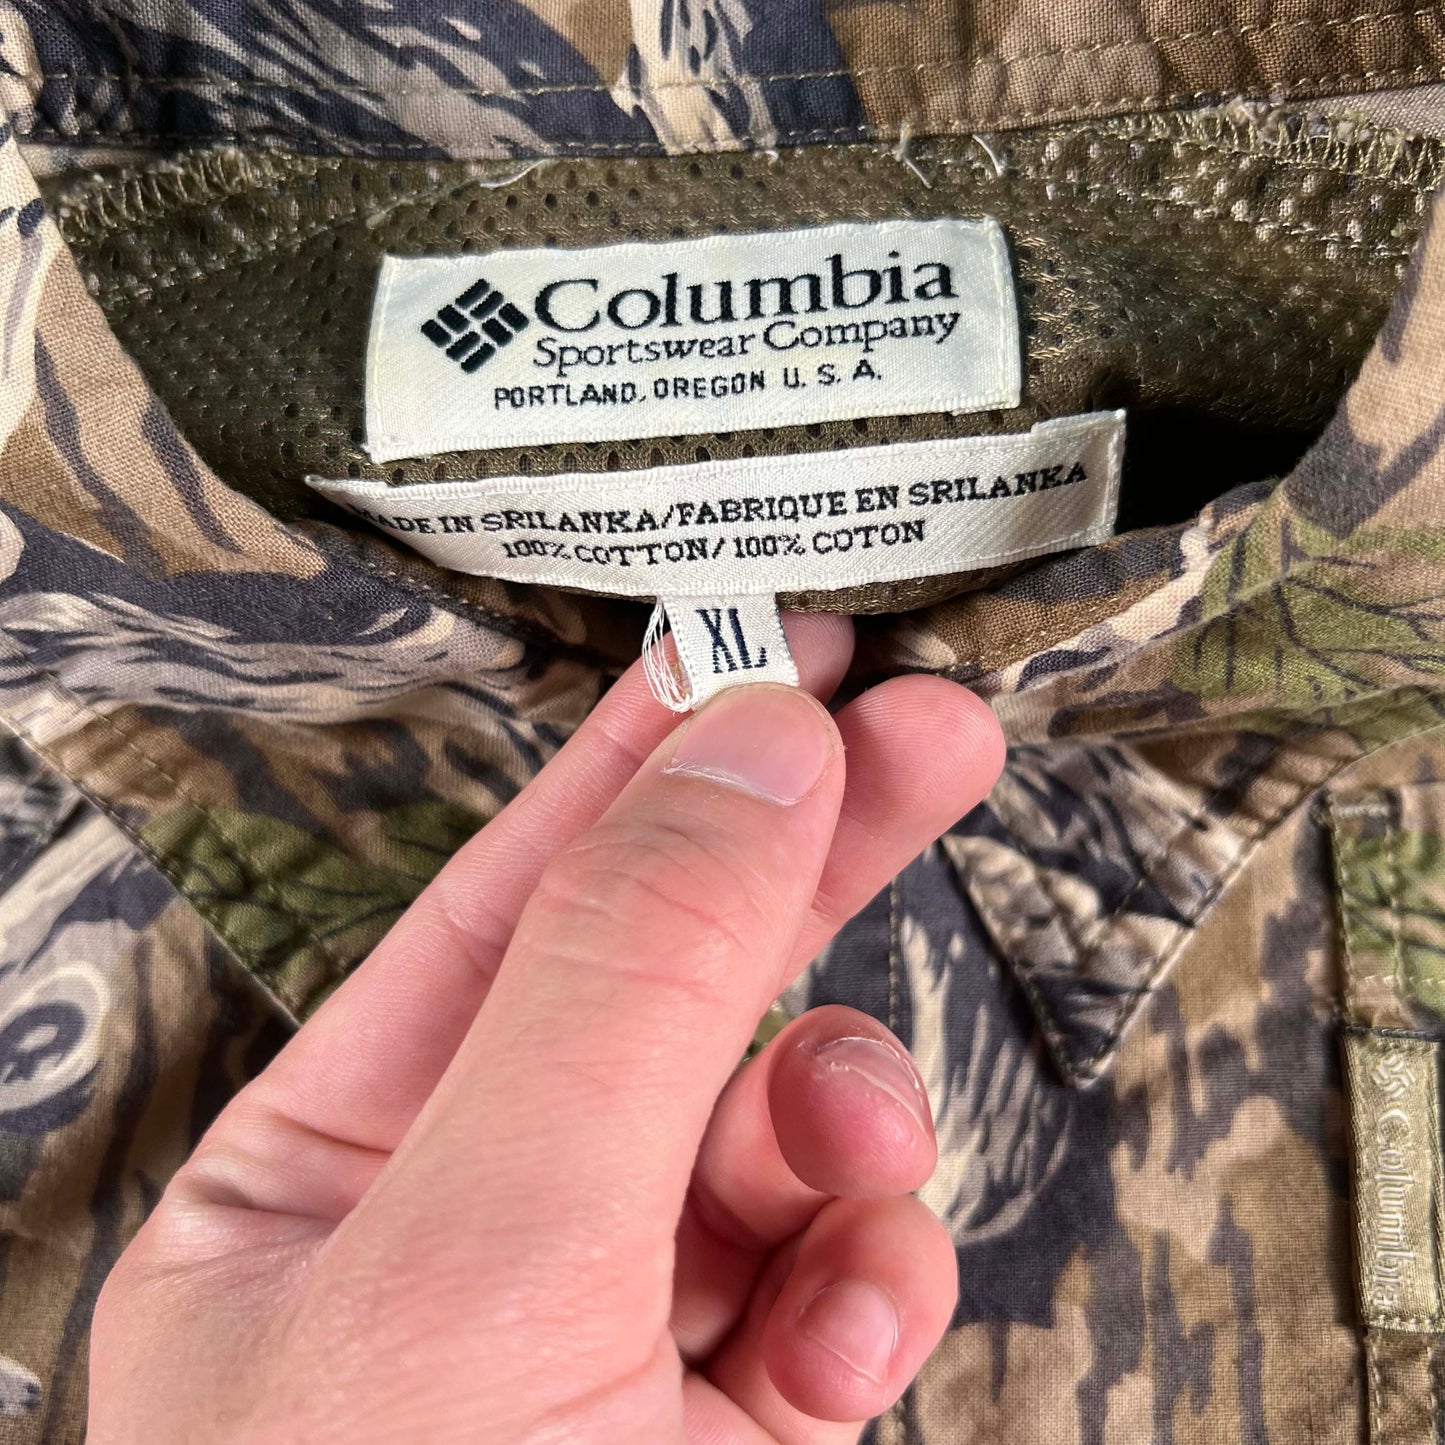 Columbia
Sportswear Company
PORTLAND, OREGON U. S. A.
MADE IN SRILANKA/FABRIQUE EN SRILANKA
100% COTTON/ 100% COTON
XL
Columbia